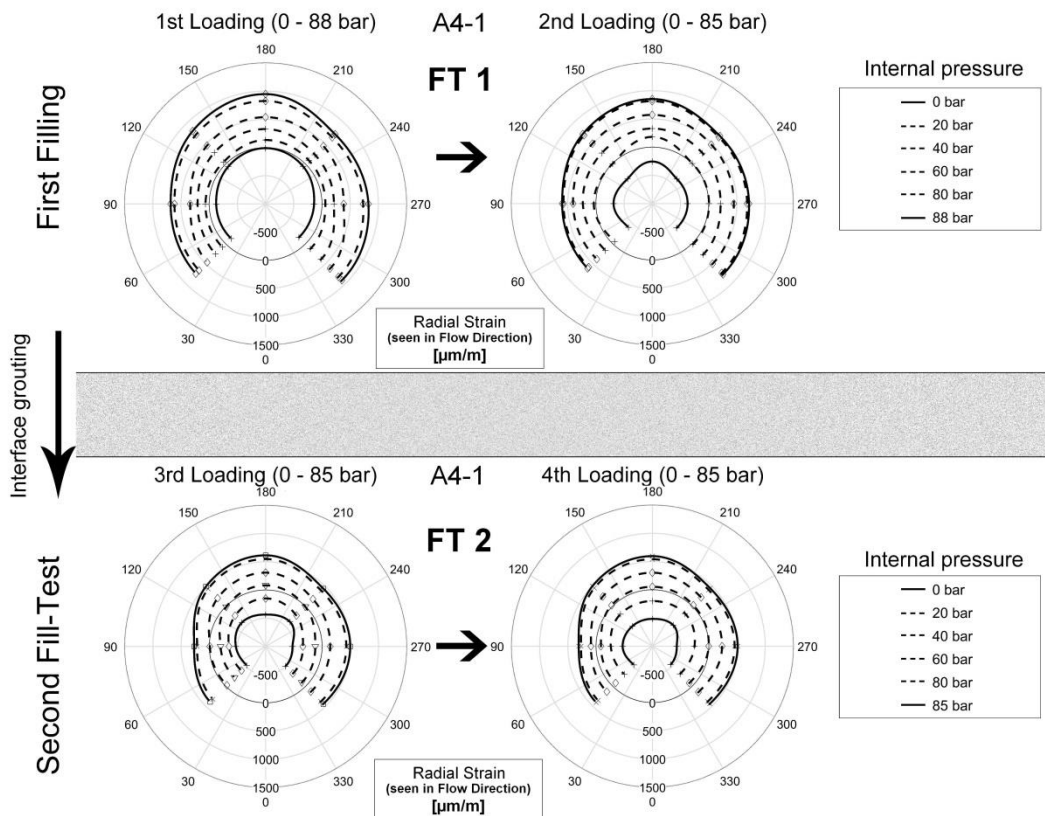 1st Loading (0 - 88 bar)
A4-1
2nd Loading (0 - 85 bar)
First Filling
FT 1
180
150
210
120
240
90
270
60
300
30
330
0
-500
0
500
1000
1500
180
150
210
120
240
90
270
60
300
30
330
0
-500
0
500
1000
1500
Internal pressure
0 bar
20 bar
40 bar
60 bar
80 bar
88 bar
Radial Strain
(seen in Flow Direction)
[µm/m]
Interface grouting
3rd Loading (0 - 85 bar)
A4-1
4th Loading (0 - 85 bar)
Second Fill-Test
FT 2
180
150
210
120
240
90
270
60
300
30
330
0
-500
0
500
1000
1500
180
150
210
120
240
90
270
60
300
30
330
0
-500
0
500
1000
1500
Internal pressure
0 bar
20 bar
40 bar
60 bar
80 bar
85 bar
Radial Strain
(seen in Flow Direction)
[µm/m]